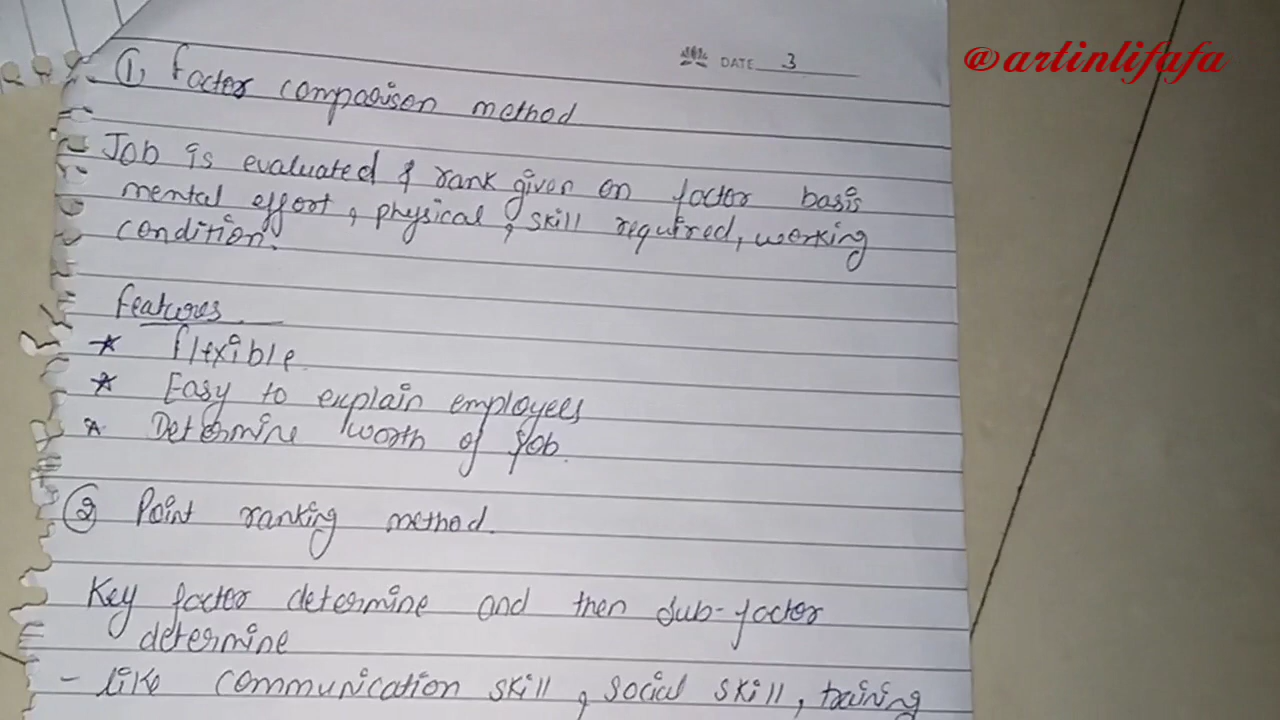 DATE 3
@artinlifafa
① Factor comparison method
Job is evaluated & rank given on factor basis
mental effort, physical, skill required, working
condition.
Features
* flexible.
* Easy to explain employees
* Determine worth of job.
② Point ranking method.
Key factor determine and then sub-factor
determine
- like communication skill, social skill, training